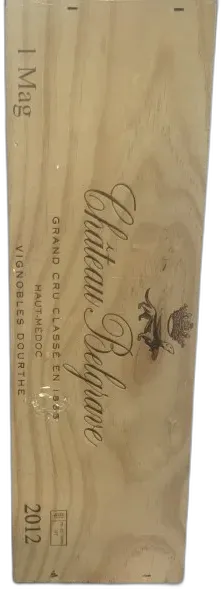 Château Belgrave
GRAND CRU CLASSÉ EN 1855
HAUT-MÉDOC
VIGNOBLES DOURTHE
1 Mag
2012